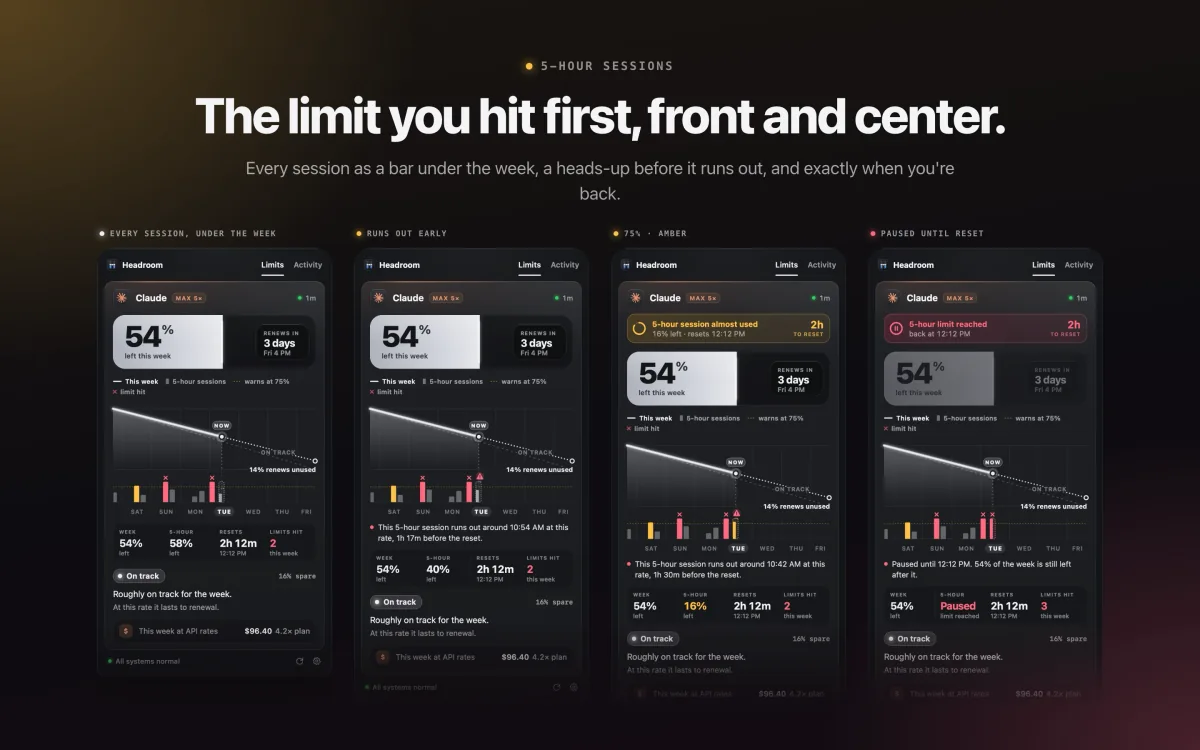 5-HOUR SESSIONS
The limit you hit first, front and center.
Every session as a bar under the week, a heads-up before it runs out, and exactly when you're
back.
EVERY SESSION, UNDER THE WEEK
Headroom Limits Activity
Claude MAX 5× 1m
54%
left this week
RENEWS IN
3 days
Fri 4 PM
This week 5-hour sessions warns at 75%
× limit hit
NOW
ON TRACK
14% renews unused
SAT SUN MON TUE WED THU FRI
WEEK 5-HOUR RESETS LIMITS HIT
54% 58% 2h 12m 2
left left 12:12 PM this week
On track 16% spare
Roughly on track for the week.
At this rate it lasts to renewal.
$ This week at API rates $96.40 4.2× plan
All systems normal
RUNS OUT EARLY
Headroom Limits Activity
Claude MAX 5× 1m
54%
left this week
RENEWS IN
3 days
Fri 4 PM
This week 5-hour sessions warns at 75%
× limit hit
NOW
ON TRACK
14% renews unused
SAT SUN MON TUE WED THU FRI
This 5-hour session runs out around 10:54 AM at this
rate, 1h 17m before the reset.
WEEK 5-HOUR RESETS LIMITS HIT
54% 40% 2h 12m 2
left left 12:12 PM this week
On track 16% spare
Roughly on track for the week.
At this rate it lasts to renewal.
$ This week at API rates $96.40 4.2× plan
All systems normal
75% · AMBER
Headroom Limits Activity
Claude MAX 5× 1m
5-hour session almost used 2h
16% left · resets 12:12 PM TO RESET
54%
left this week
RENEWS IN
3 days
Fri 4 PM
This week 5-hour sessions warns at 75%
× limit hit
NOW
ON TRACK
14% renews unused
SAT SUN MON TUE WED THU FRI
This 5-hour session runs out around 10:42 AM at this
rate, 1h 30m before the reset.
WEEK 5-HOUR RESETS LIMITS HIT
54% 16% 2h 12m 2
left left 12:12 PM this week
On track 16% spare
Roughly on track for the week.
At this rate it lasts to renewal.
$ This week at API rates $96.40 4.2× plan
PAUSED UNTIL RESET
Headroom Limits Activity
Claude MAX 5× 1m
5-hour limit reached 2h
back at 12:12 PM TO RESET
54%
left this week
RENEWS IN
3 days
Fri 4 PM
This week 5-hour sessions warns at 75%
× limit hit
NOW
ON TRACK
14% renews unused
SAT SUN MON TUE WED THU FRI
Paused until 12:12 PM. 54% of the week is still left
after it.
WEEK 5-HOUR RESETS LIMITS HIT
54% Paused 2h 12m 3
left limit reached 12:12 PM this week
On track 16% spare
Roughly on track for the week.
At this rate it lasts to renewal.
$ This week at API rates $96.40 4.2× plan